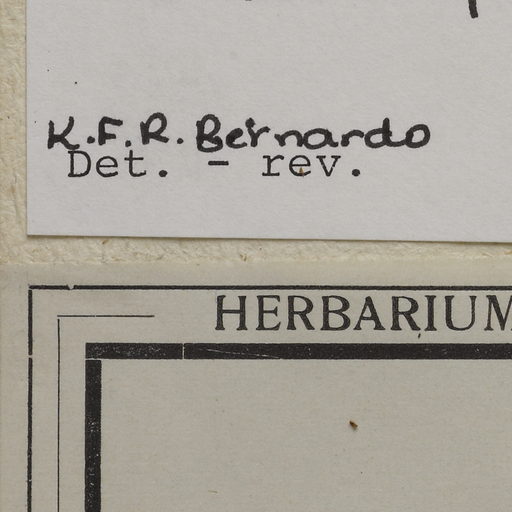 K.F.R. Bernardo
Det. - rev.
HERBARIUM